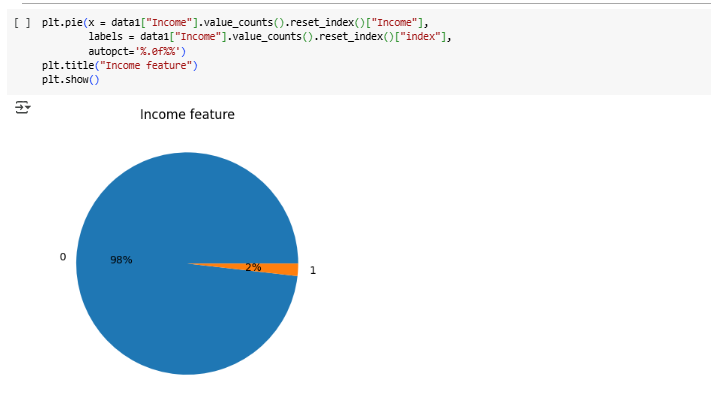 [ ] plt.pie(x = data1["Income"].value_counts().reset_index()["Income"],
labels = data1["Income"].value_counts().reset_index()["index"],
autopct='%.0f%%')
plt.title("Income feature")
plt.show()
Income feature
0
98%
2%
1